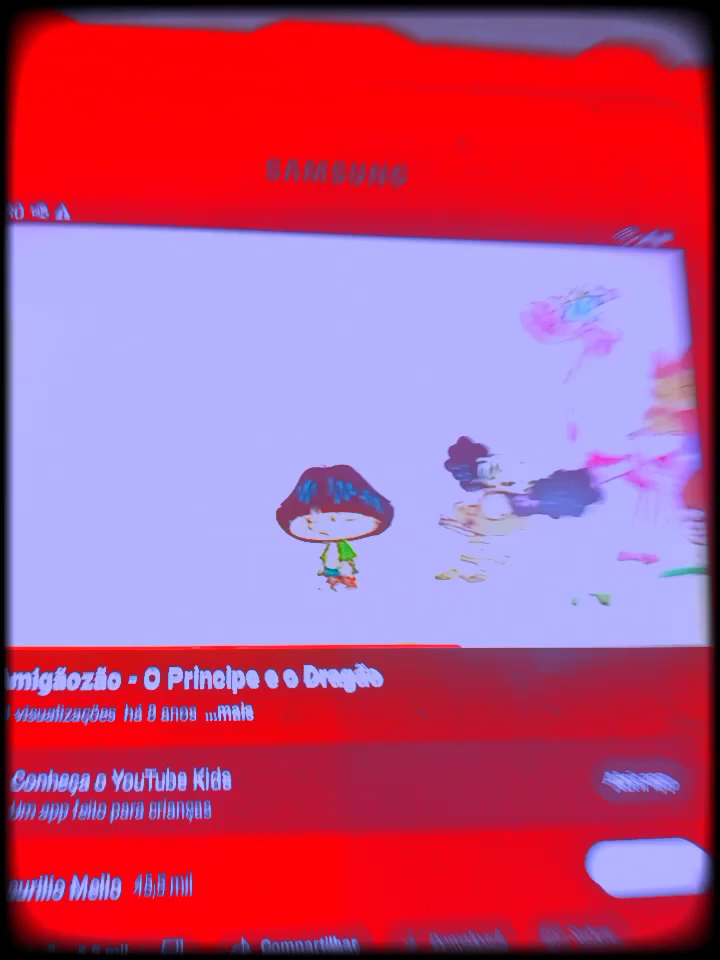 SAMSUNG
migãozão - O Príncipe e o Dragão
visualizações há 8 anos ...mais
Conheça o YouTube Kids
Um app feito para crianças
urílio Mello 45,5 mil
Compartilhar